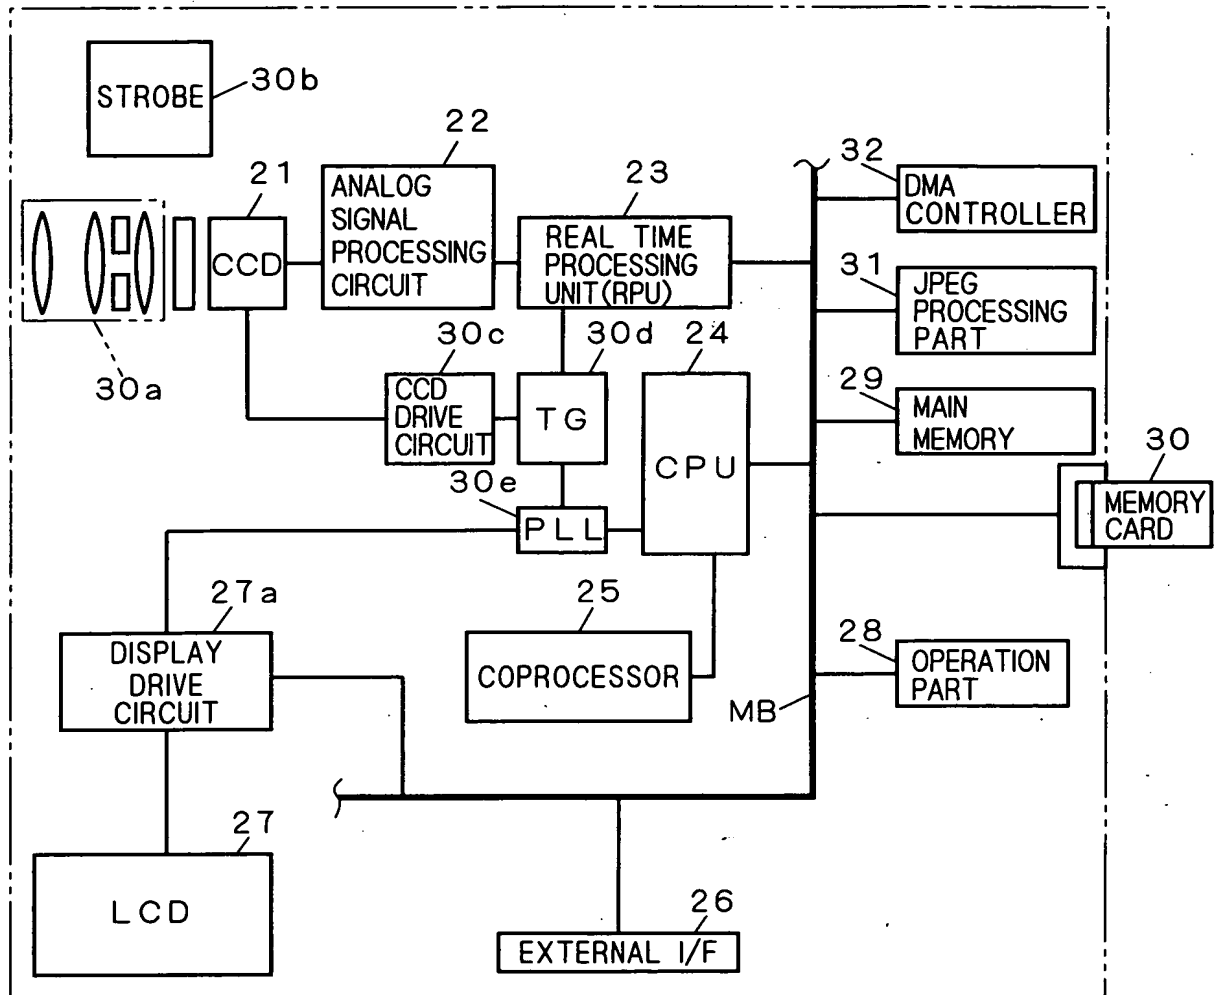 STROBE
30b
22
21
ANALOG
SIGNAL
PROCESSING
CIRCUIT
23
32
DMA
CONTROLLER
CCD
REAL TIME
PROCESSING
UNIT(RPU)
31
JPEG
PROCESSING
PART
30a
30c
30d
24
CCD
DRIVE
CIRCUIT
TG
CPU
29
MAIN
MEMORY
30
MEMORY
CARD
30e
PLL
27a
DISPLAY
DRIVE
CIRCUIT
25
COPROCESSOR
28
OPERATION
PART
MB
27
LCD
26
EXTERNAL I/F